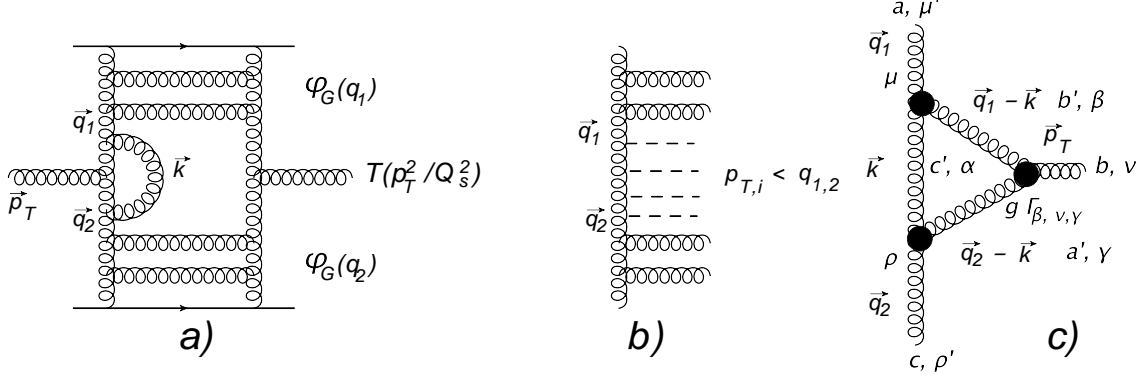 φ_G(q_1)
q⃗_1
k⃗
p⃗_T
T(p_T^2/Q_s^2)
q⃗_2
φ_G(q_2)
a)
q⃗_1
p_{T,i} < q_{1,2}
q⃗_2
b)
a, μ'
q⃗_1
μ
q⃗_1 − k⃗ b', β
p⃗_T
k⃗
c', α
b, ν
g Γ_{β, ν,γ}
ρ
q⃗_2 − k⃗ a', γ
q⃗_2
c, ρ'
c)